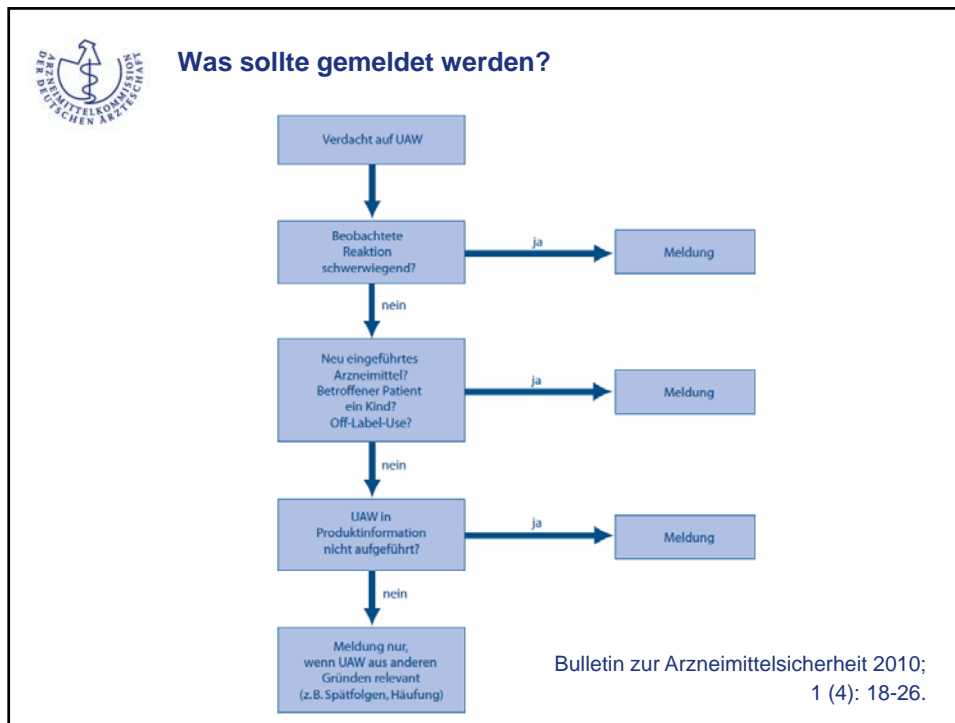 ARZNEIMITTELKOMMISSION
DER DEUTSCHEN ÄRZTESCHAFT
Was sollte gemeldet werden?
Verdacht auf UAW
Beobachtete
Reaktion
schwerwiegend?
ja
Meldung
nein
Neu eingeführtes
Arzneimittel?
Betroffener Patient
ein Kind?
Off-Label-Use?
ja
Meldung
nein
UAW in
Produktinformation
nicht aufgeführt?
ja
Meldung
nein
Meldung nur,
wenn UAW aus anderen
Gründen relevant
(z.B. Spätfolgen, Häufung)
Bulletin zur Arzneimittelsicherheit 2010;
1 (4): 18-26.